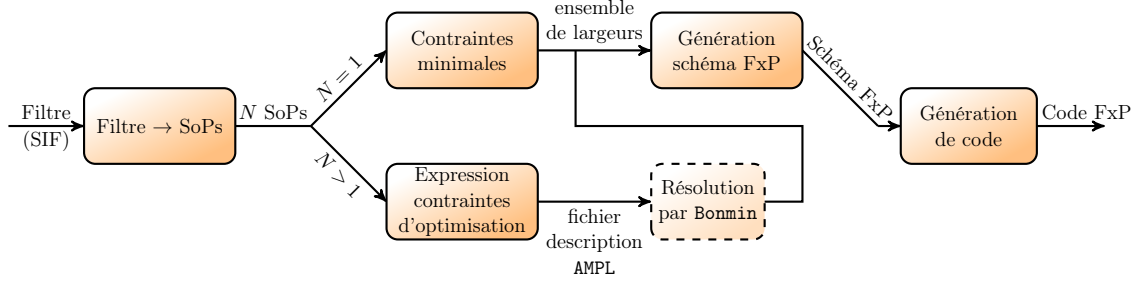 Filtre
(SIF)
Filtre → SoPs
N SoPs
N = 1
N > 1
Contraintes
minimales
ensemble
de largeurs
Génération
schéma FxP
Schéma FxP
Génération
de code
Code FxP
Expression
contraintes
d'optimisation
fichier
description
AMPL
Résolution
par Bonmin